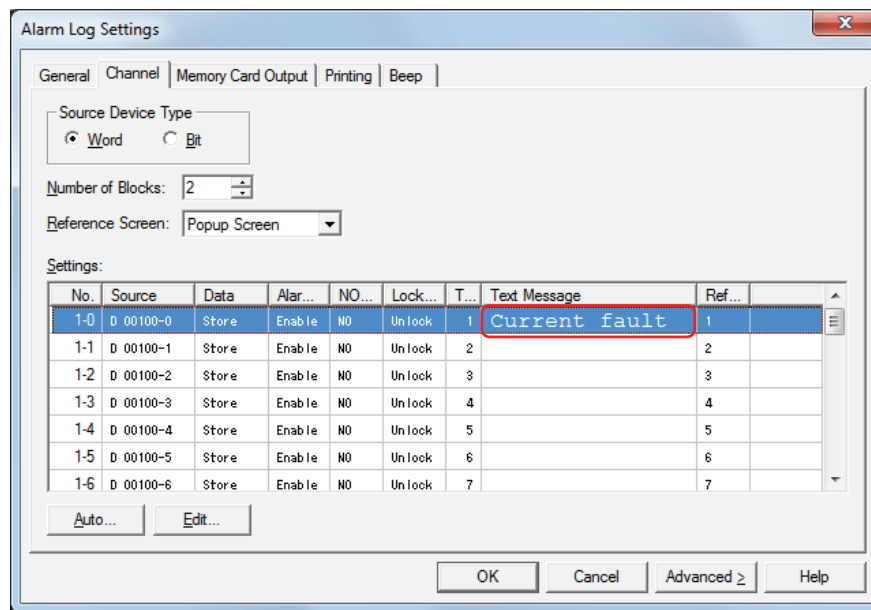 Alarm Log Settings
General Channel Memory Card Output Printing Beep
Source Device Type
Word Bit
Number of Blocks: 2
Reference Screen: Popup Screen
Settings:
No. Source Data Alar... NO... Lock... T... Text Message Ref...
1-0 D 00100-0 Store Enable NO Unlock 1 Current fault 1
1-1 D 00100-1 Store Enable NO Unlock 2 2
1-2 D 00100-2 Store Enable NO Unlock 3 3
1-3 D 00100-3 Store Enable NO Unlock 4 4
1-4 D 00100-4 Store Enable NO Unlock 5 5
1-5 D 00100-5 Store Enable NO Unlock 6 6
1-6 D 00100-6 Store Enable NO Unlock 7 7
Auto... Edit...
OK Cancel Advanced > Help